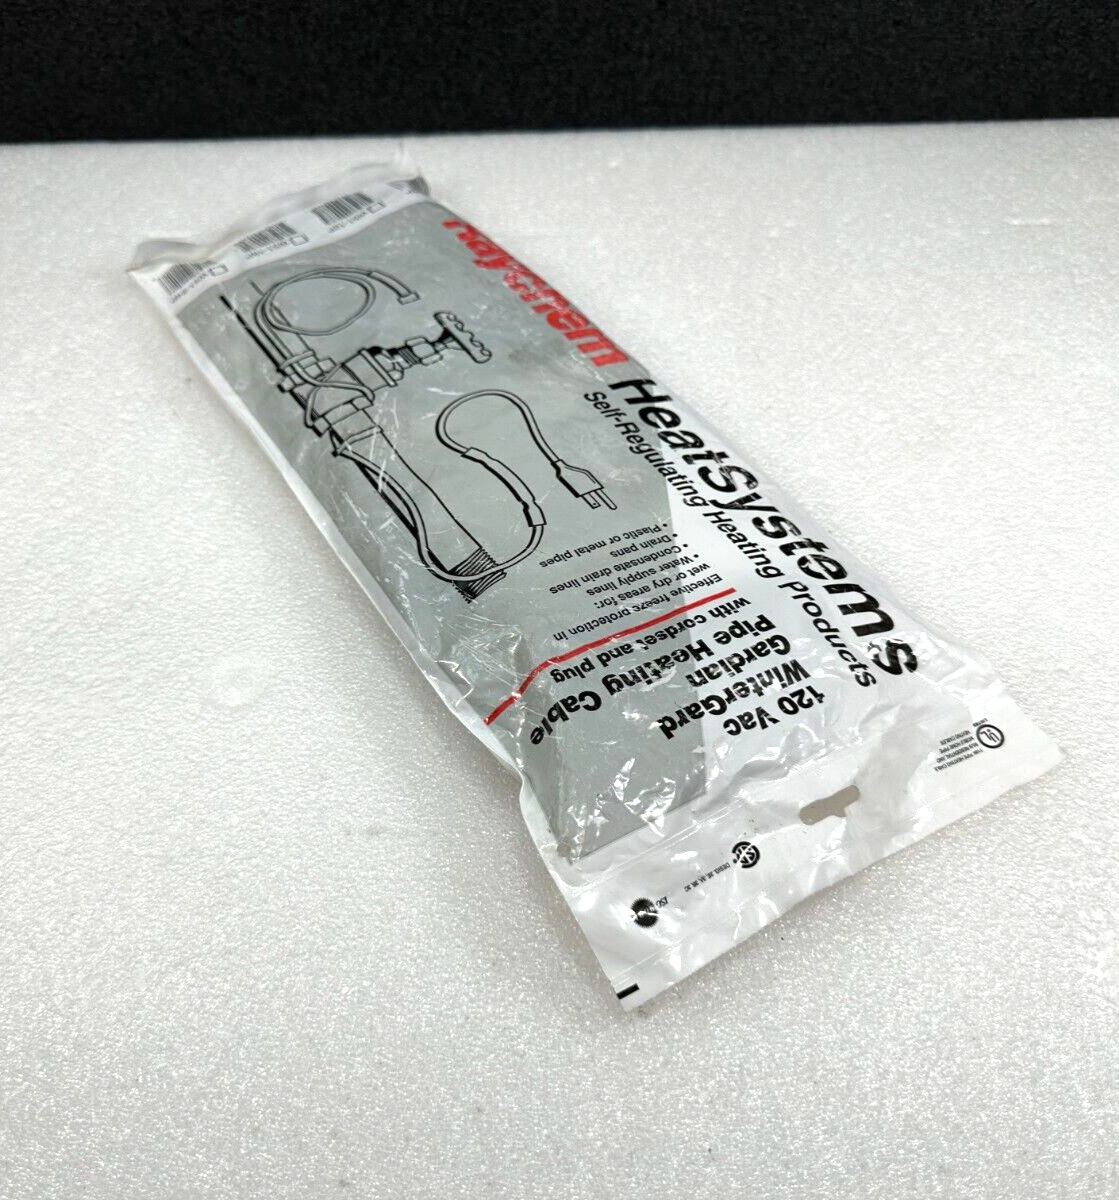 Raychem
HeatSystems
Self-Regulating Heating Products
120 Vac
WinterGard
Gardian
Pipe Heating Cable
with cordset and plug
Effective freeze protection in
wet or dry areas for:
• Water supply lines
• Condensate drain lines
• Drain pans
• Plastic or metal pipes
UL
LISTED